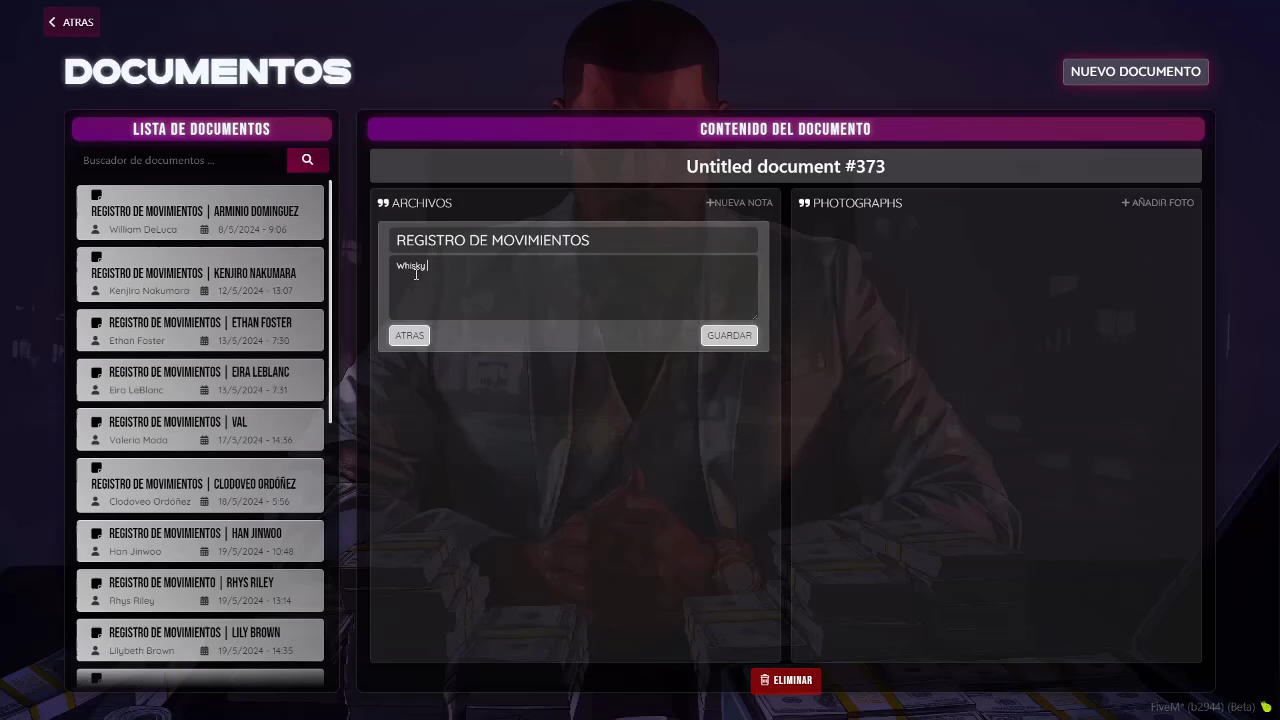 ATRAS
DOCUMENTOS
NUEVO DOCUMENTO
LISTA DE DOCUMENTOS
Buscador de documentos ...
REGISTRO DE MOVIMIENTOS | ARMINIO DOMINGUEZ
William DeLuca 8/5/2024 - 9:06
REGISTRO DE MOVIMIENTOS | KENJIRO NAKUMARA
Kenjiro Nakumara 12/5/2024 - 13:07
REGISTRO DE MOVIMIENTOS | ETHAN FOSTER
Ethan Foster 13/5/2024 - 7:30
REGISTRO DE MOVIMIENTOS | EIRA LEBLANC
Eira LeBlanc 13/5/2024 - 7:31
REGISTRO DE MOVIMIENTOS | VAL
Valeria Mada 17/5/2024 - 14:36
REGISTRO DE MOVIMIENTOS | CLODOVEO ORDÓÑEZ
Clodoveo Ordóñez 18/5/2024 - 5:56
REGISTRO DE MOVIMIENTOS | HAN JINWOO
Han Jinwoo 19/5/2024 - 10:48
REGISTRO DE MOVIMIENTO | RHYS RILEY
Rhys Riley 19/5/2024 - 13:14
REGISTRO DE MOVIMIENTOS | LILY BROWN
Lilybeth Brown 19/5/2024 - 14:35
CONTENIDO DEL DOCUMENTO
Untitled document #373
ARCHIVOS
+NUEVA NOTA
REGISTRO DE MOVIMIENTOS
Whisky
ATRAS
GUARDAR
PHOTOGRAPHS
+ AÑADIR FOTO
ELIMINAR
FiveM* (b2944) (Beta)